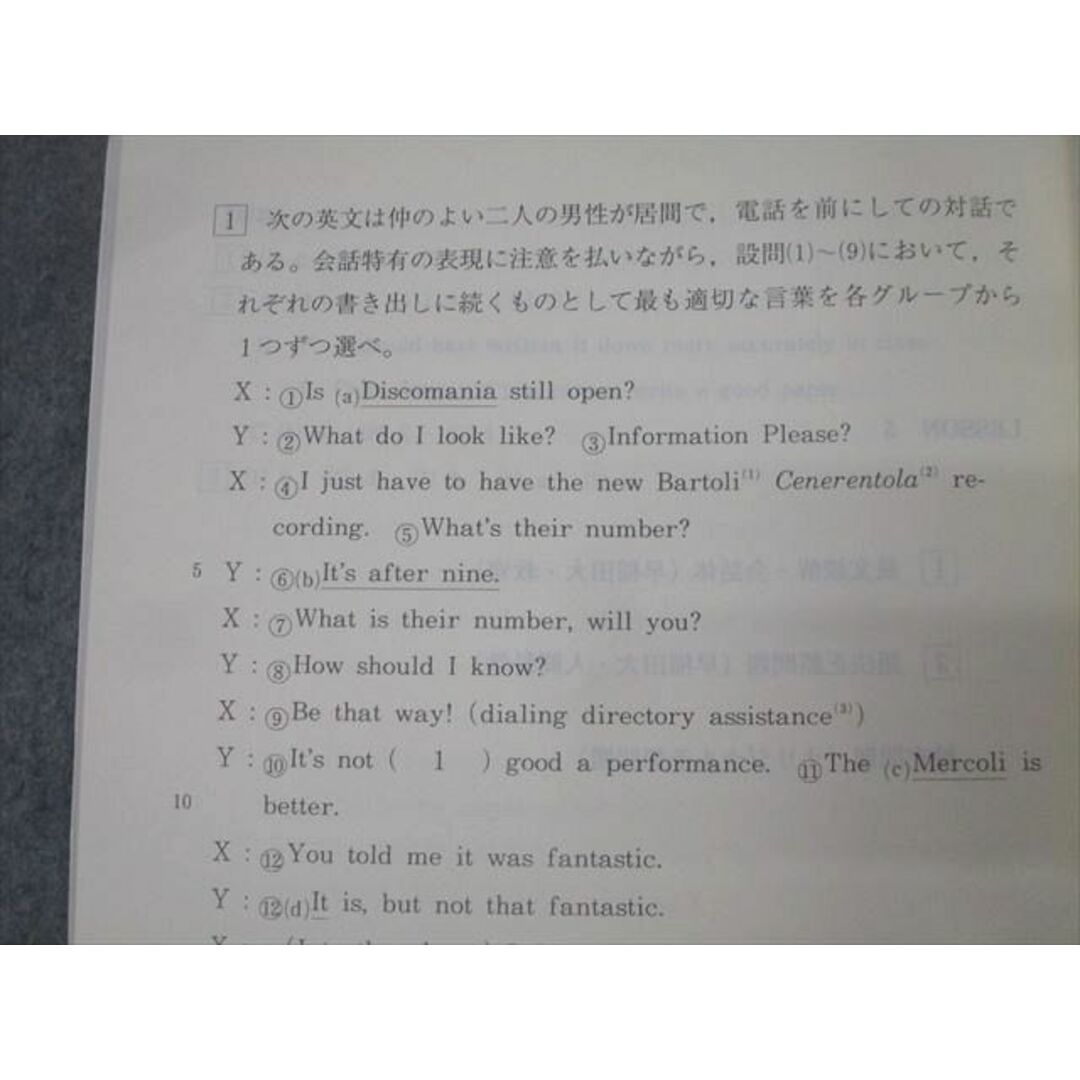 1 次の英文は仲のよい二人の男性が居間で，電話を前にしての対話で
ある。会話特有の表現に注意を払いながら，設問(1)～(9)において，そ
れぞれの書き出しに続くものとして最も適切な言葉を各グループから
1つずつ選べ。
X : ①Is (a)Discomania still open?
Y : ②What do I look like? ③Information Please?
X : ④I just have to have the new Bartoli(1) Cenerentola(2) re-
cording. ⑤What's their number?
5 Y : ⑥(b)It's after nine.
X : ⑦What is their number, will you?
Y : ⑧How should I know?
X : ⑨Be that way! (dialing directory assistance(3))
Y : ⑩It's not ( 1 ) good a performance. ⑪The (c)Mercoli is
10 better.
X : ⑫You told me it was fantastic.
Y : ⑫(d)It is, but not that fantastic.